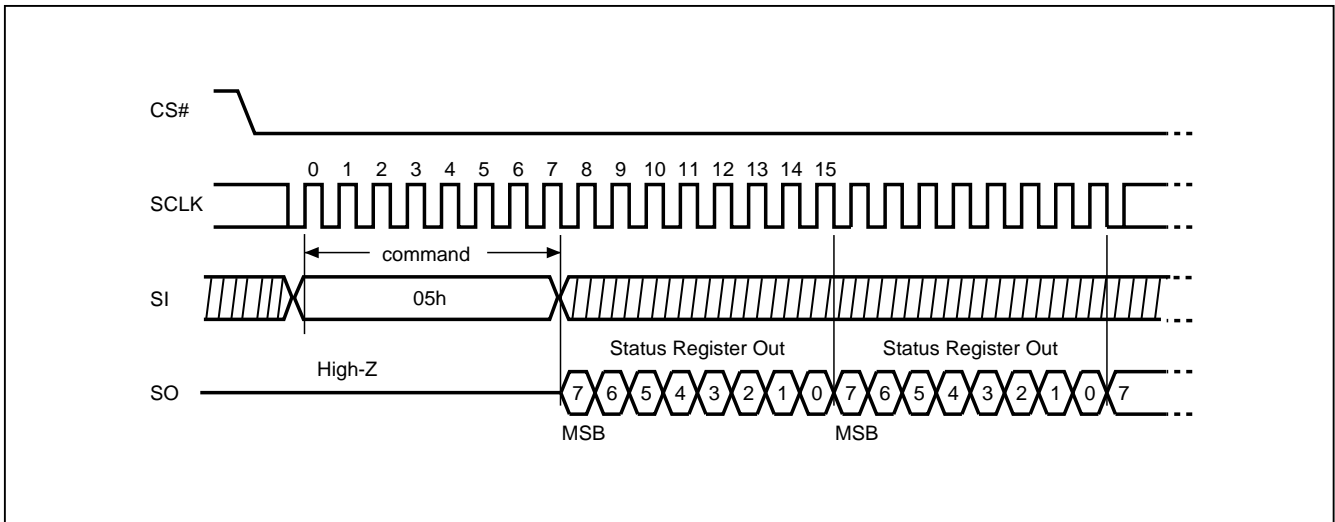 CS#
0 1 2 3 4 5 6 7 8 9 10 11 12 13 14 15
SCLK
command
SI
05h
Status Register Out Status Register Out
High-Z
SO
7 6 5 4 3 2 1 0 7 6 5 4 3 2 1 0 7
MSB MSB